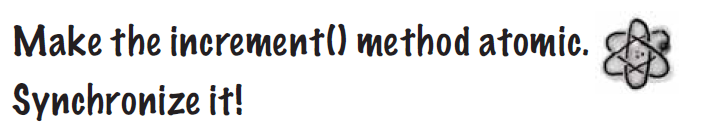 Make the increment() method atomic.
Synchronize it!